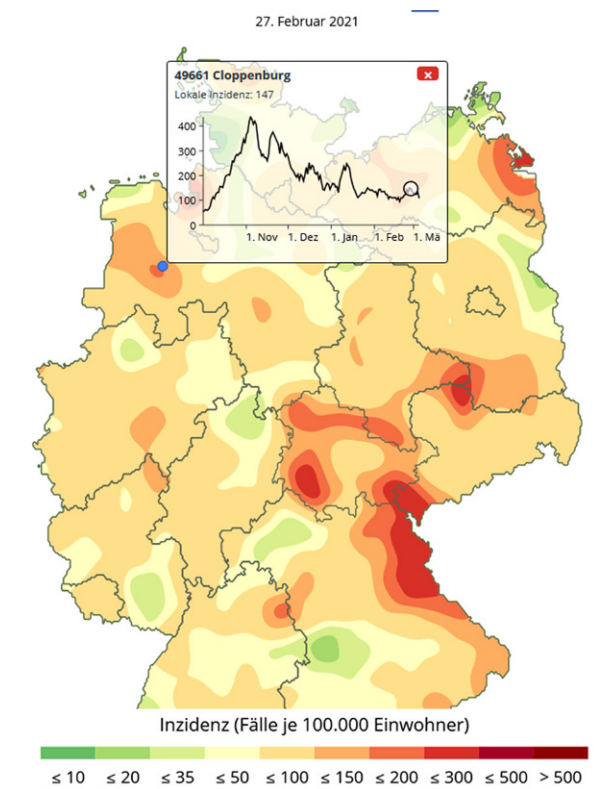 27. Februar 2021
49661 Cloppenburg
Lokale Inzidenz: 147
400
300
200
100
0
1. Nov 1. Dez 1. Jan 1. Feb 1. Mä
Inzidenz (Fälle je 100.000 Einwohner)
≤ 10 ≤ 20 ≤ 35 ≤ 50 ≤ 100 ≤ 150 ≤ 200 ≤ 300 ≤ 500 > 500